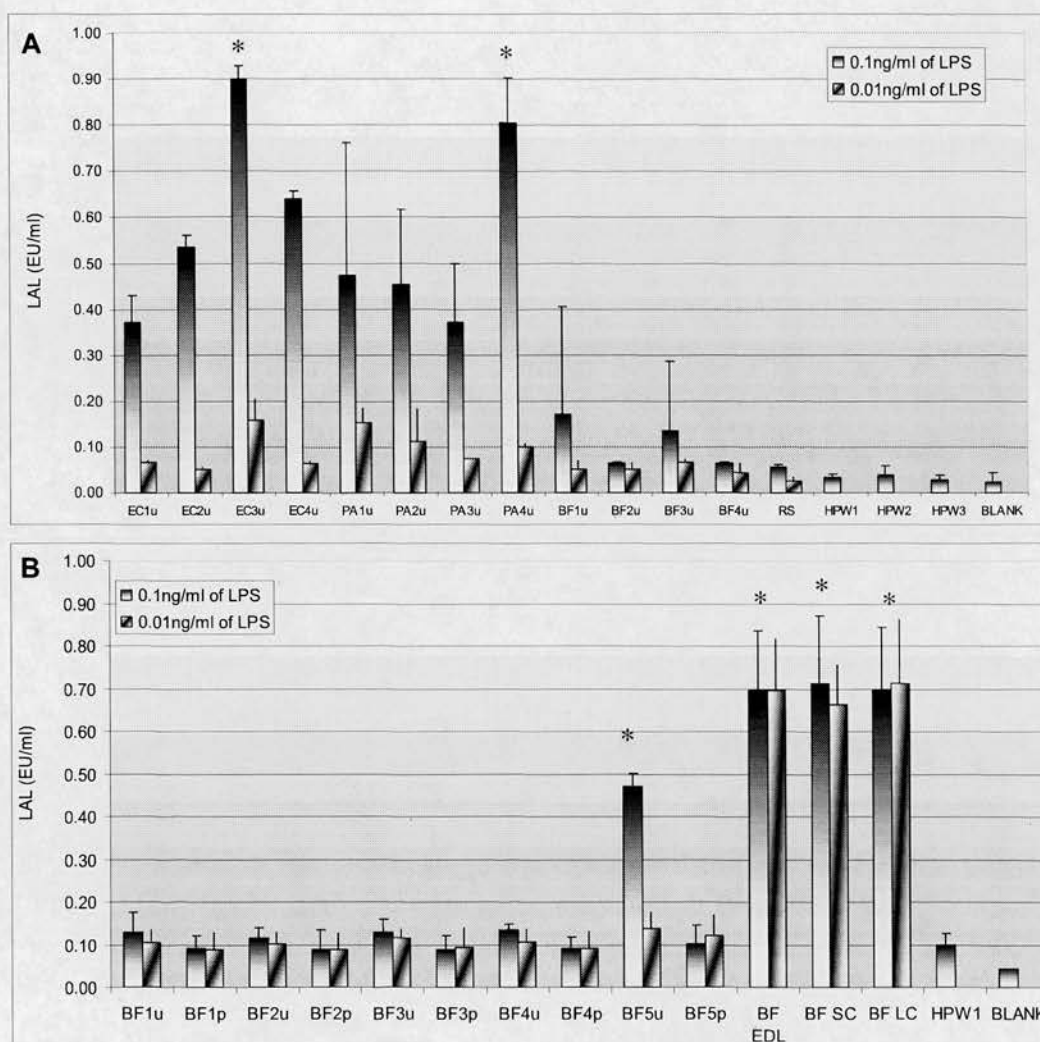 A
LAL (EU/ml)
1.00
0.90
0.80
0.70
0.60
0.50
0.40
0.30
0.20
0.10
0.00
* *
0.1ng/ml of LPS
0.01ng/ml of LPS
EC1u EC2u EC3u EC4u PA1u PA2u PA3u PA4u BF1u BF2u BF3u BF4u RS HPW1 HPW2 HPW3 BLANK
B
LAL (EU/ml)
1.00
0.90
0.80
0.70
0.60
0.50
0.40
0.30
0.20
0.10
0.00
0.1ng/ml of LPS
0.01ng/ml of LPS
* * * *
BF1u BF1p BF2u BF2p BF3u BF3p BF4u BF4p BF5u BF5p BF EDL BF SC BF LC HPW1 BLANK